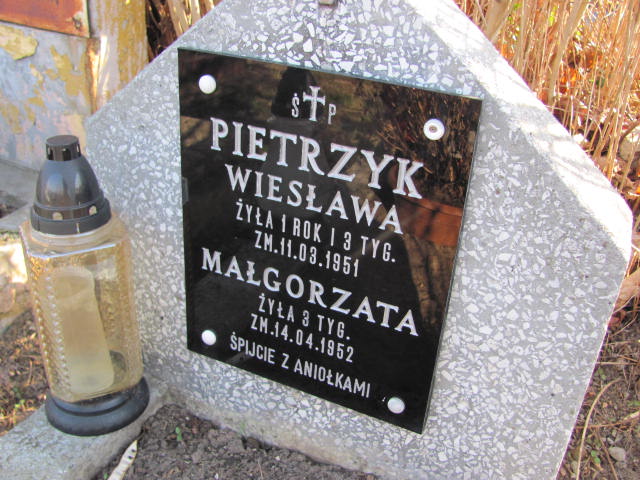 Ś P
PIETRZYK
WIESŁAWA
ŻYŁA 1 ROK I 3 TYG.
ZM.11.03.1951
MAŁGORZATA
ŻYŁA 3 TYG.
ZM.14.04.1952
ŚPIJCIE Z ANIOŁKAMI